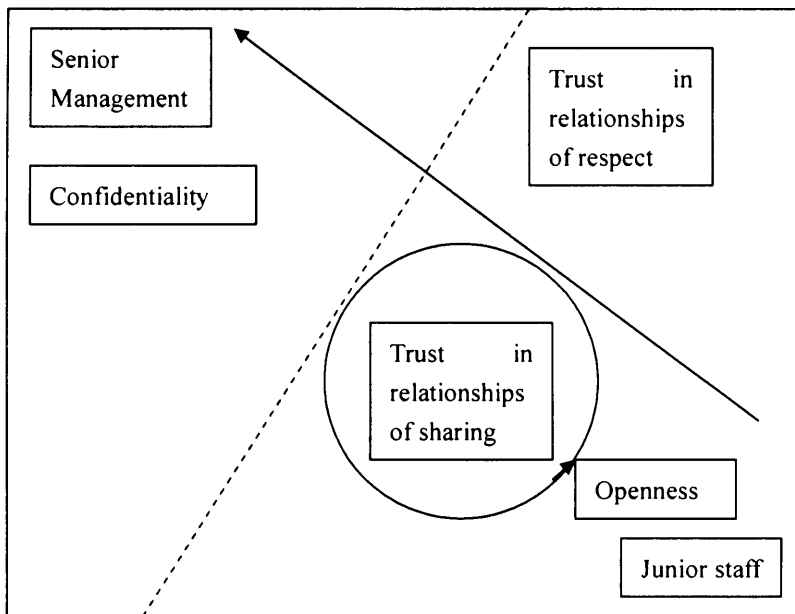 Senior
Management
Confidentiality
Trust in
relationships
of respect
Trust in
relationships
of sharing
Openness
Junior staff